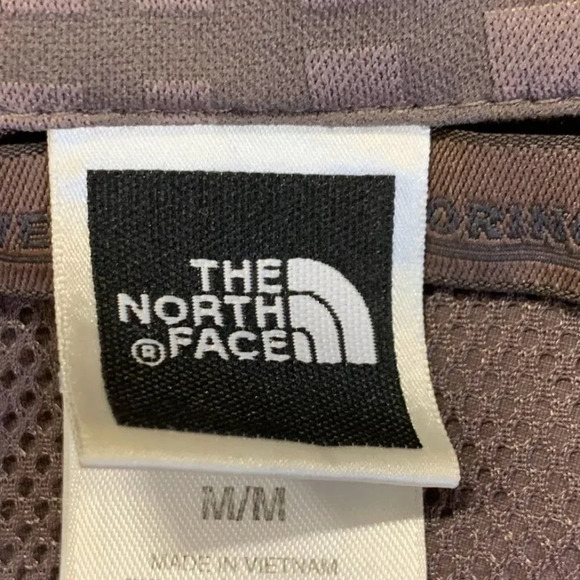 THE
NORTH
® FACE
M/M
MADE IN VIETNAM